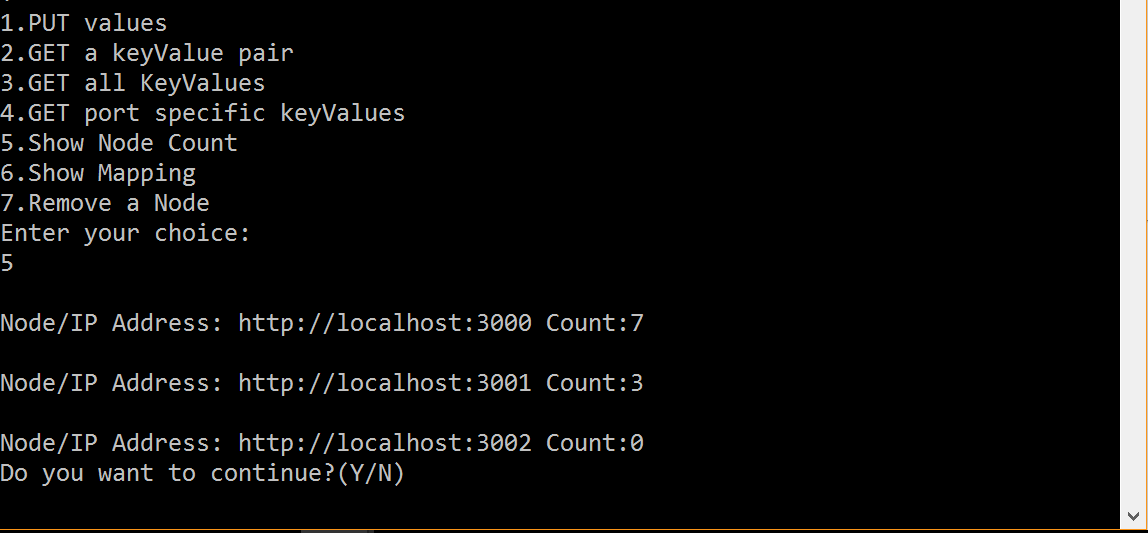 1.PUT values
2.GET a keyValue pair
3.GET all KeyValues
4.GET port specific keyValues
5.Show Node Count
6.Show Mapping
7.Remove a Node
Enter your choice:
5
Node/IP Address: http://localhost:3000 Count:7
Node/IP Address: http://localhost:3001 Count:3
Node/IP Address: http://localhost:3002 Count:0
Do you want to continue?(Y/N)